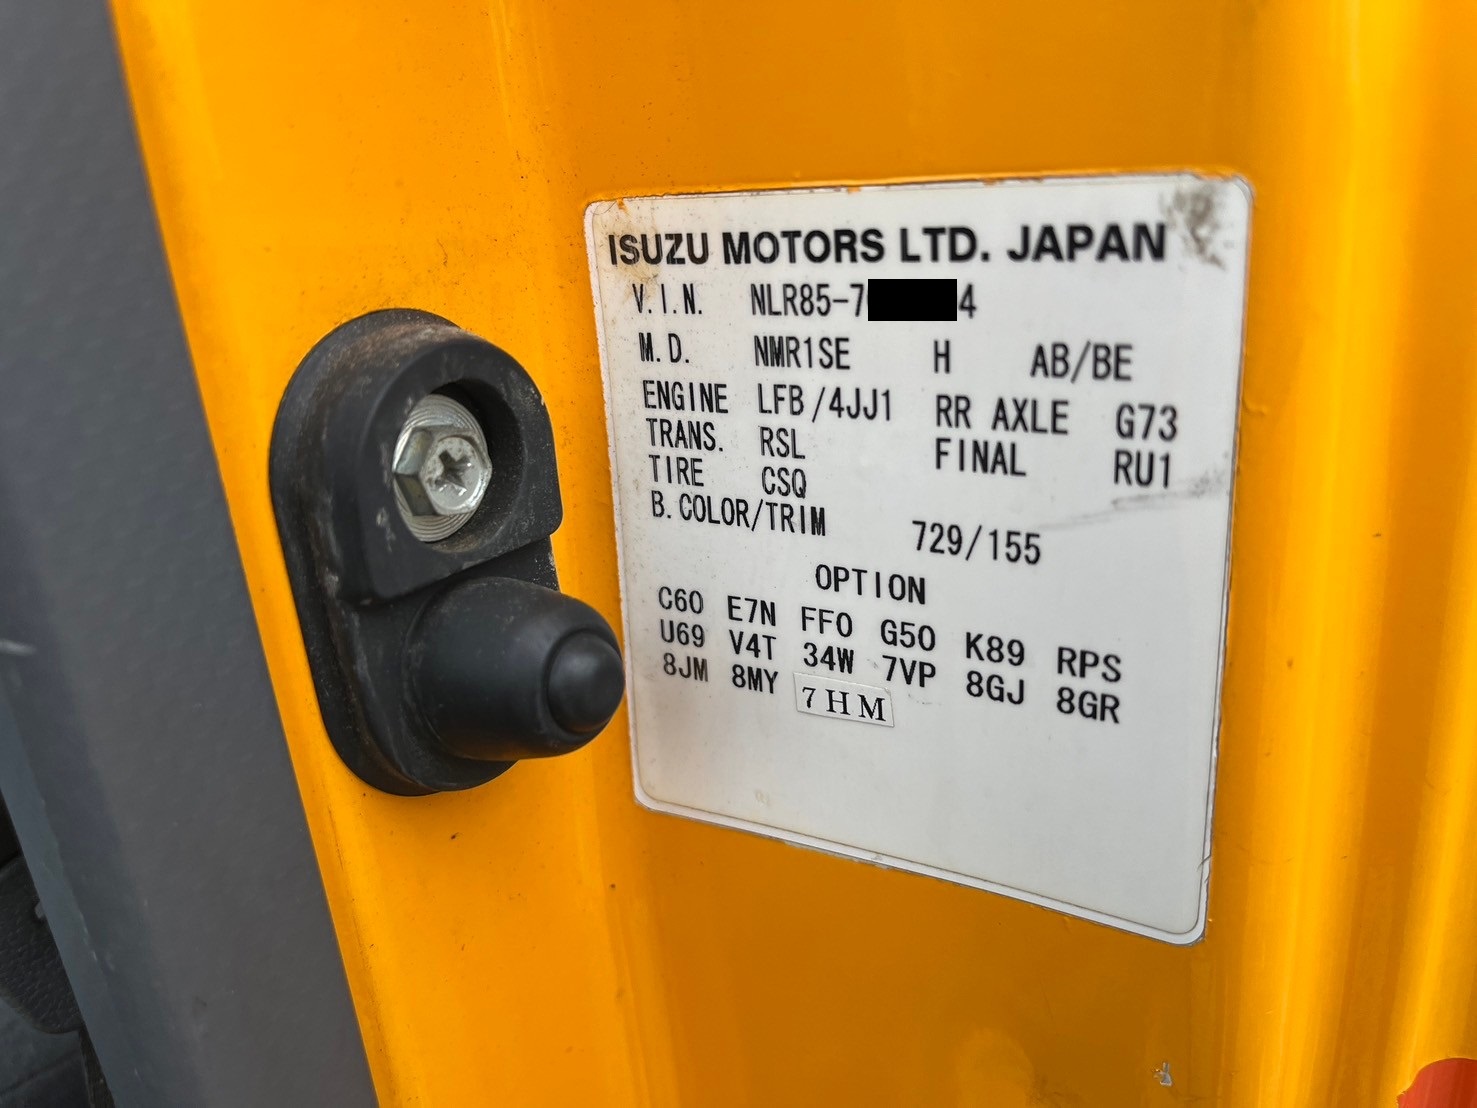 ISUZU MOTORS LTD. JAPAN
V.I.N. NLR85-7 4
M.D. NMR1SE H AB/BE
ENGINE LFB/4JJ1 RR AXLE G73
TRANS. RSL FINAL RU1
TIRE CSQ
B.COLOR/TRIM 729/155
OPTION
C60 E7N FF0 G50 K89 RPS
U69 V4T 34W 7VP 8GJ 8GR
8JM 8MY 7HM